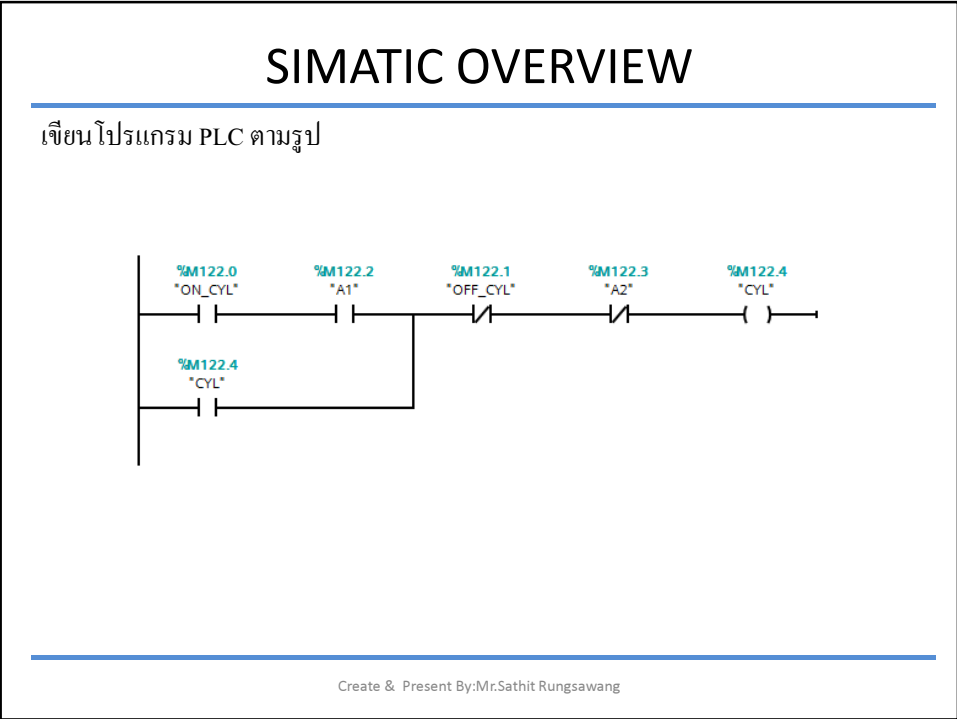 SIMATIC OVERVIEW
เขียนโปรแกรม PLC ตามรูป
%M122.0 %M122.2 %M122.1 %M122.3 %M122.4
"ON_CYL" "A1" "OFF_CYL" "A2" "CYL"
%M122.4
"CYL"
Create & Present By:Mr.Sathit Rungsawang